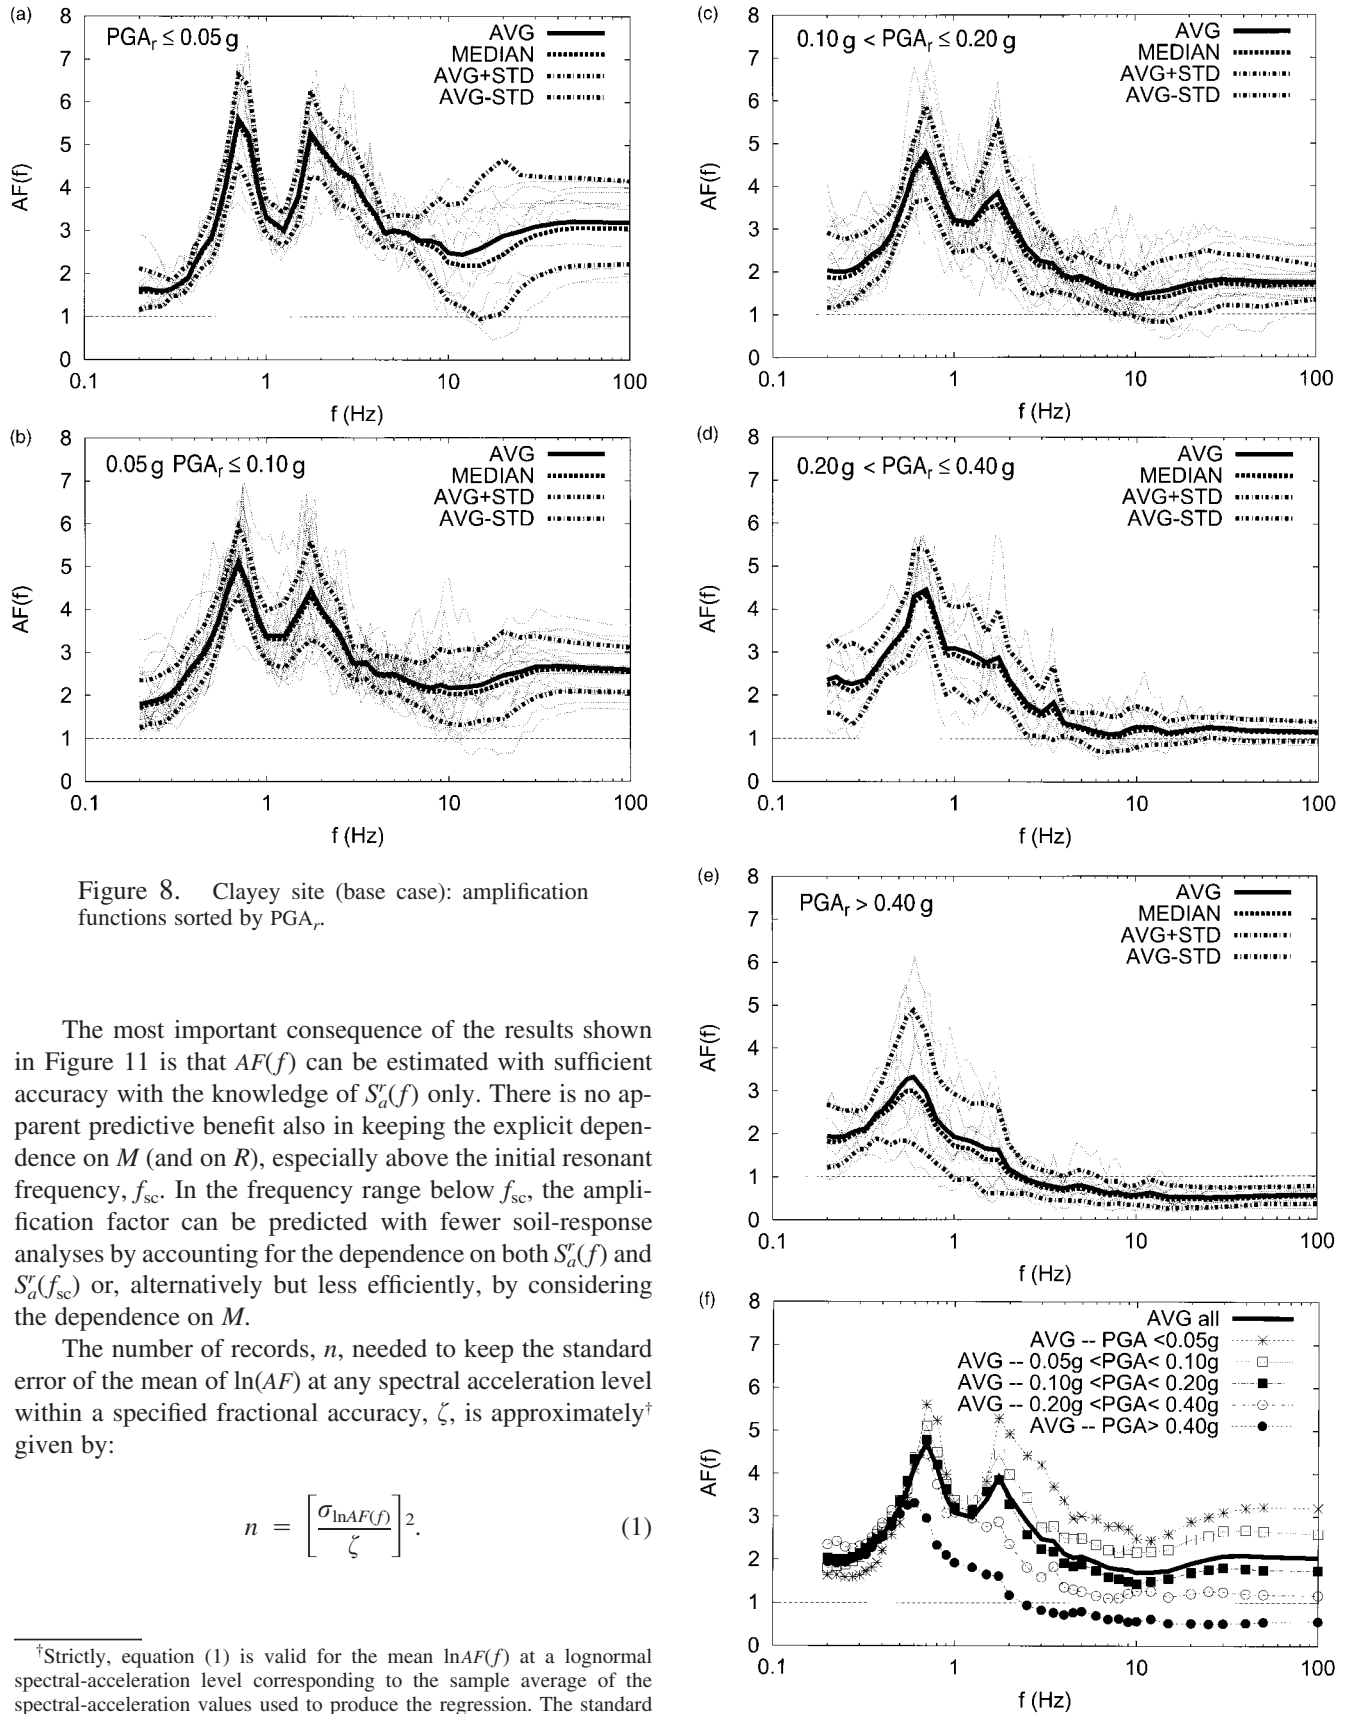 (a)
PGAr ≤ 0.05 g
AVG
MEDIAN
AVG+STD
AVG-STD
8
7
6
5
4
3
2
1
0
AF(f)
0.1 1 10 100
f (Hz)
(b)
0.05 g PGAr ≤ 0.10 g
AVG
MEDIAN
AVG+STD
AVG-STD
8
7
6
5
4
3
2
1
0
AF(f)
0.1 1 10 100
f (Hz)
Figure 8. Clayey site (base case): amplification
functions sorted by PGAr.
The most important consequence of the results shown
in Figure 11 is that AF(f) can be estimated with sufficient
accuracy with the knowledge of S_a^r(f) only. There is no ap-
parent predictive benefit also in keeping the explicit depen-
dence on M (and on R), especially above the initial resonant
frequency, f_sc. In the frequency range below f_sc, the ampli-
fication factor can be predicted with fewer soil-response
analyses by accounting for the dependence on both S_a^r(f) and
S_a^r(f_sc) or, alternatively but less efficiently, by considering
the dependence on M.
The number of records, n, needed to keep the standard
error of the mean of ln(AF) at any spectral acceleration level
within a specified fractional accuracy, ζ, is approximately†
given by:
n = [σ_lnAF(f) / ζ]². (1)
†Strictly, equation (1) is valid for the mean lnAF(f) at a lognormal
spectral-acceleration level corresponding to the sample average of the
spectral-acceleration values used to produce the regression. The standard
(c)
0.10 g < PGAr ≤ 0.20 g
AVG
MEDIAN
AVG+STD
AVG-STD
8
7
6
5
4
3
2
1
0
AF(f)
0.1 1 10 100
f (Hz)
(d)
0.20 g < PGAr ≤ 0.40 g
AVG
MEDIAN
AVG+STD
AVG-STD
8
7
6
5
4
3
2
1
0
AF(f)
0.1 1 10 100
f (Hz)
(e)
PGAr > 0.40 g
AVG
MEDIAN
AVG+STD
AVG-STD
8
7
6
5
4
3
2
1
0
AF(f)
0.1 1 10 100
f (Hz)
(f)
AVG all
AVG -- PGA <0.05g
AVG -- 0.05g <PGA< 0.10g
AVG -- 0.10g <PGA< 0.20g
AVG -- 0.20g <PGA< 0.40g
AVG -- PGA> 0.40g
8
7
6
5
4
3
2
1
0
AF(f)
0.1 1 10 100
f (Hz)